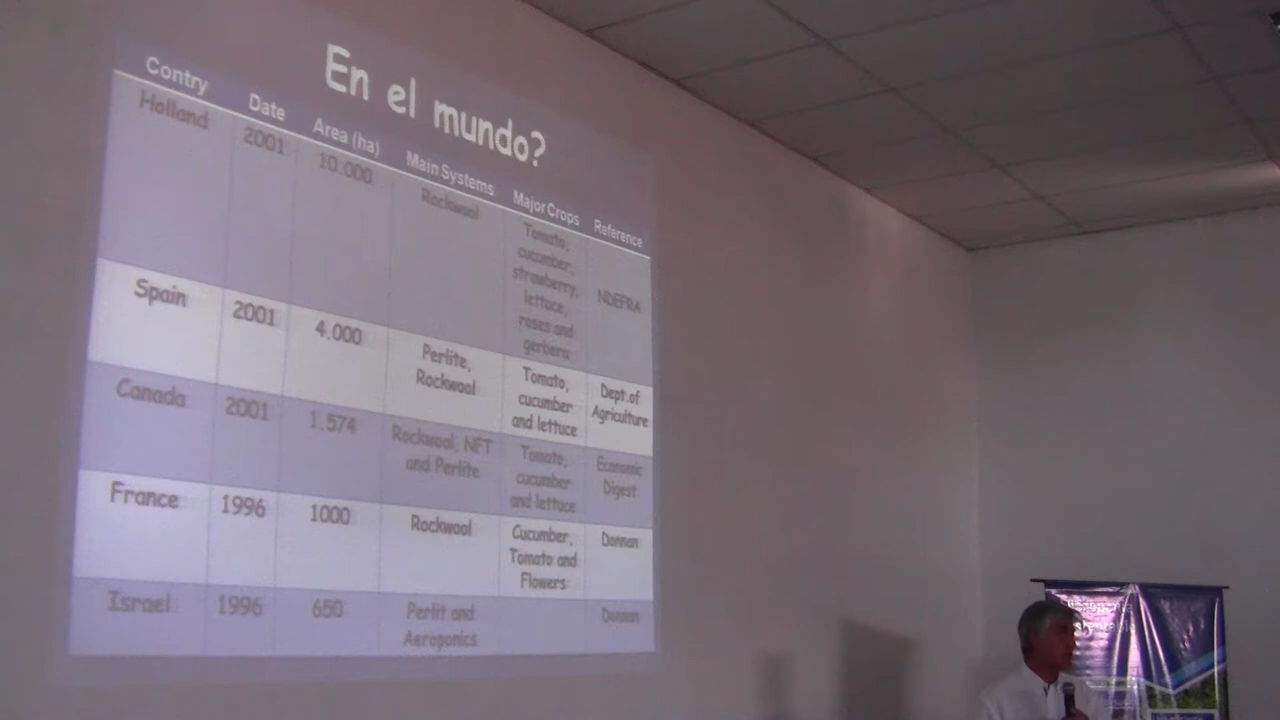 En el mundo?
Contry Date Area (ha) Main Systems Major Crops Reference
Holland 2001 10.000 Rockwool Tomato, cucumber, strawberry, lettuce, roses and gerbera NDEFRA
Spain 2001 4.000 Perlite, Rockwool Tomato, cucumber and lettuce Dept.of Agriculture
Canada 2001 1.574 Rockwool, NFT and Perlite Tomato, cucumber and lettuce Economic Digest
France 1996 1000 Rockwool Cucumber, Tomato and Flowers Donnan
Israel 1996 650 Perlit and Aeroponics Donnan